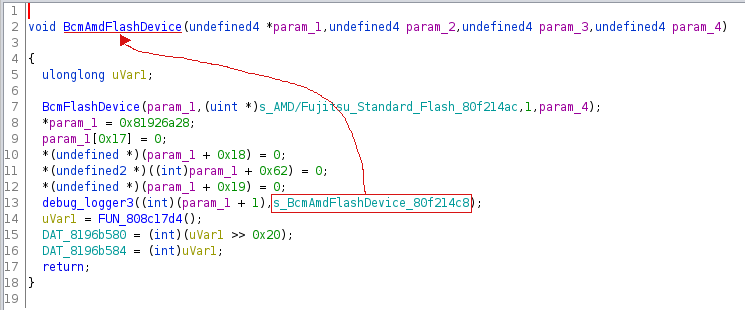 1
2 void BcmAmdFlashDevice(undefined4 *param_1,undefined4 param_2,undefined4 param_3,undefined4 param_4)
3
4 {
5 ulonglong uVar1;
6
7 BcmFlashDevice(param_1,(uint *)s_AMD/Fujitsu_Standard_Flash_80f214ac,1,param_4);
8 *param_1 = 0x81926a28;
9 param_1[0x17] = 0;
10 *(undefined *)(param_1 + 0x18) = 0;
11 *(undefined2 *)((int)param_1 + 0x62) = 0;
12 *(undefined *)(param_1 + 0x19) = 0;
13 debug_logger3((int)(param_1 + 1),s_BcmAmdFlashDevice_80f214c8);
14 uVar1 = FUN_808c17d4();
15 DAT_8196b580 = (int)(uVar1 >> 0x20);
16 DAT_8196b584 = (int)uVar1;
17 return;
18 }
19